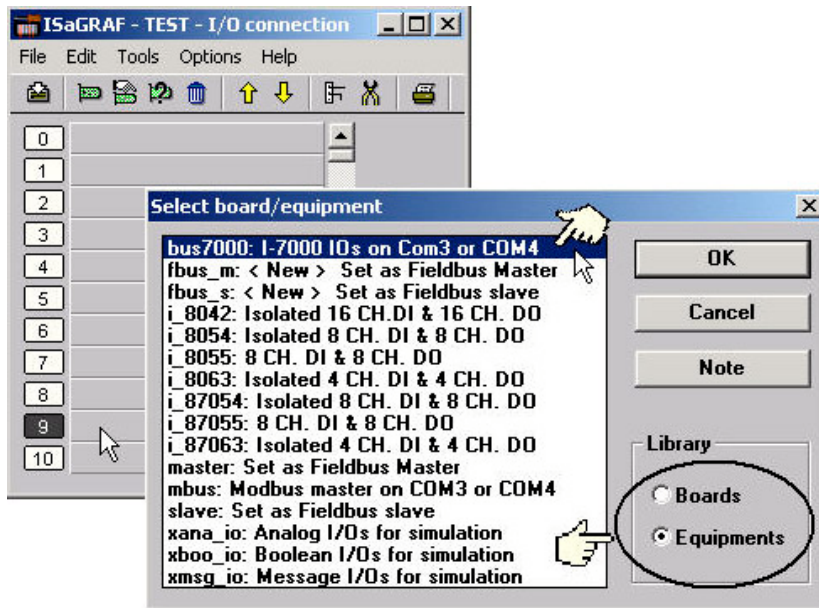 ISaGRAF - TEST - I/O connection
File Edit Tools Options Help
0
1
2
3
4
5
6
7
8
9
10
Select board/equipment
bus7000: I-7000 IOs on Com3 or COM4
fbus_m: < New > Set as Fieldbus Master
fbus_s: < New > Set as Fieldbus slave
i_8042: Isolated 16 CH.DI & 16 CH. DO
i_8054: Isolated 8 CH. DI & 8 CH. DO
i_8055: 8 CH. DI & 8 CH. DO
i_8063: Isolated 4 CH. DI & 4 CH. DO
i_87054: Isolated 8 CH. DI & 8 CH. DO
i_87055: 8 CH. DI & 8 CH. DO
i_87063: Isolated 4 CH. DI & 4 CH. DO
master: Set as Fieldbus Master
mbus: Modbus master on COM3 or COM4
slave: Set as Fieldbus slave
xana_io: Analog I/Os for simulation
xboo_io: Boolean I/Os for simulation
xmsg_io: Message I/Os for simulation
OK
Cancel
Note
Library
Boards
Equipments